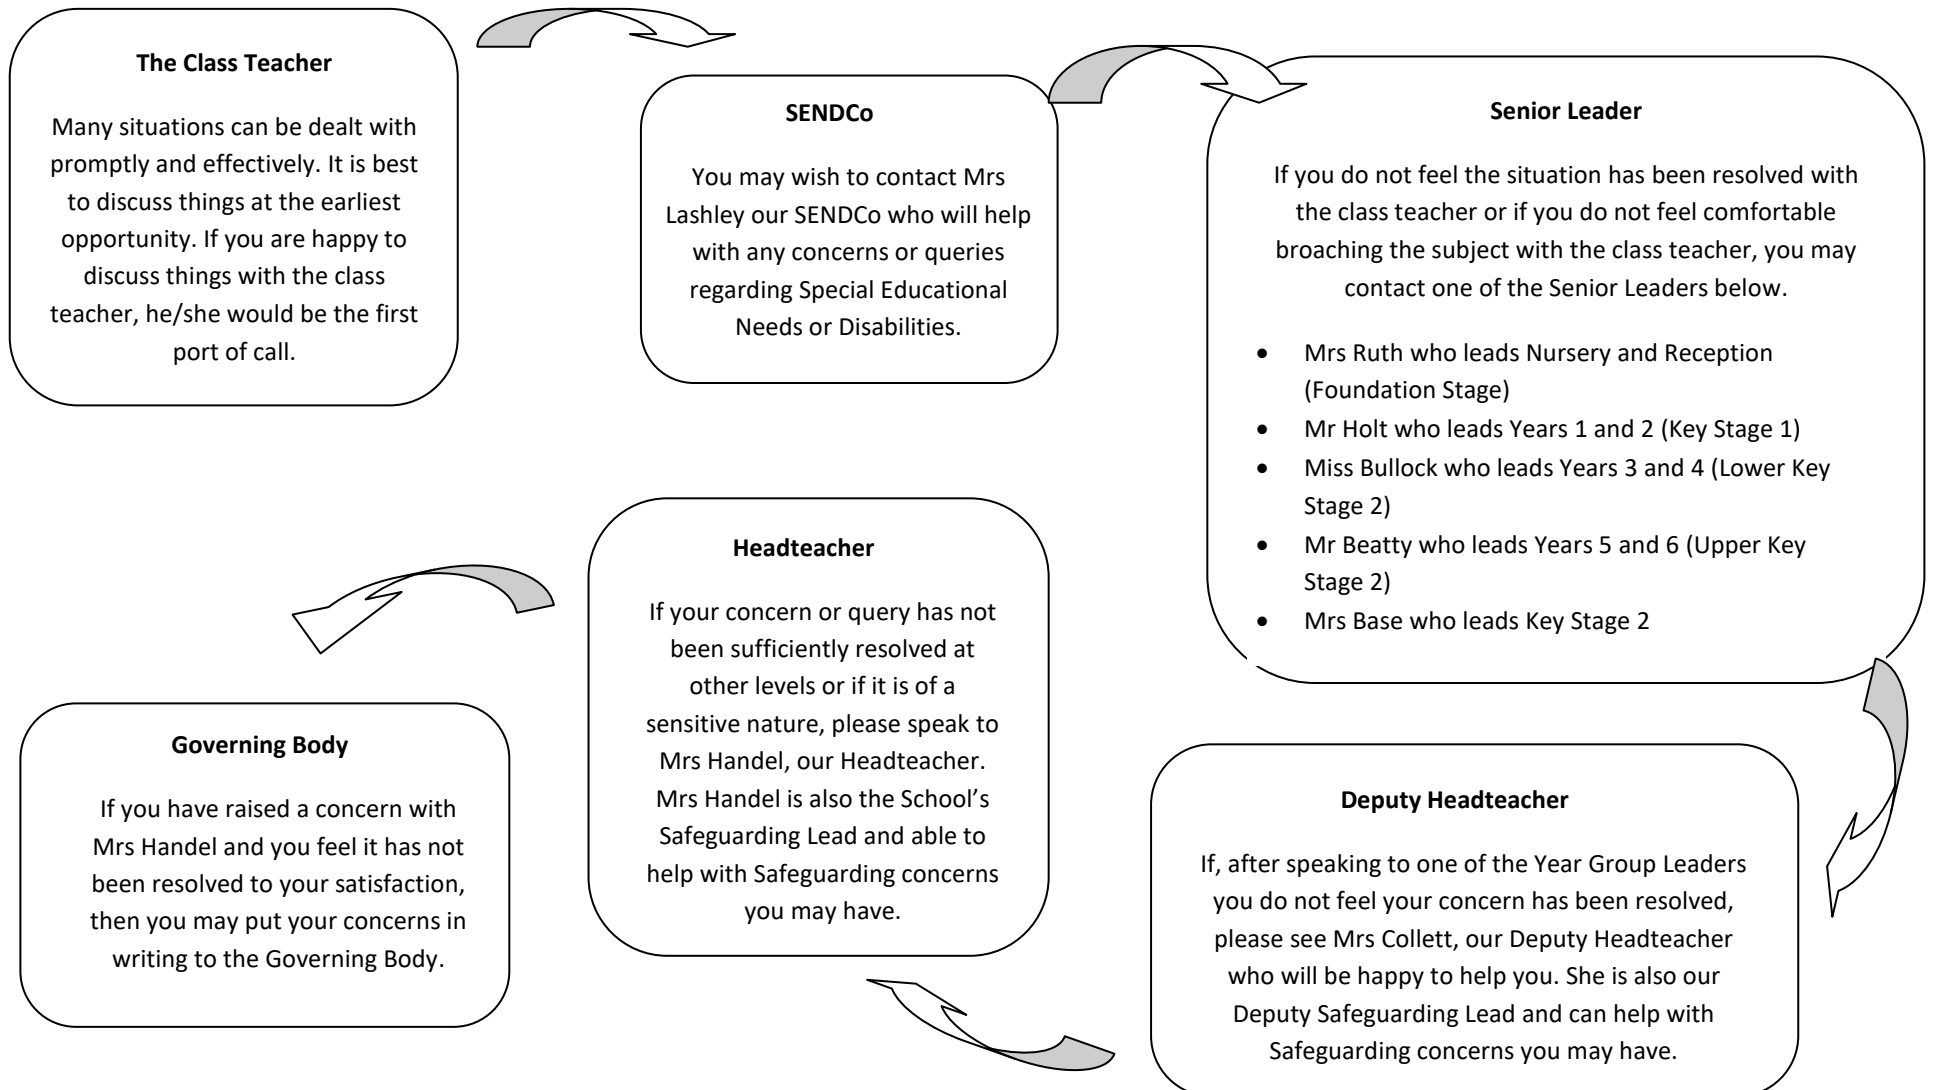 The Class Teacher
Many situations can be dealt with
promptly and effectively. It is best
to discuss things at the earliest
opportunity. If you are happy to
discuss things with the class
teacher, he/she would be the first
port of call.
SENDCo
You may wish to contact Mrs
Lashley our SENDCo who will help
with any concerns or queries
regarding Special Educational
Needs or Disabilities.
Senior Leader
If you do not feel the situation has been resolved with
the class teacher or if you do not feel comfortable
broaching the subject with the class teacher, you may
contact one of the Senior Leaders below.
• Mrs Ruth who leads Nursery and Reception
(Foundation Stage)
• Mr Holt who leads Years 1 and 2 (Key Stage 1)
• Miss Bullock who leads Years 3 and 4 (Lower Key
Stage 2)
• Mr Beatty who leads Years 5 and 6 (Upper Key
Stage 2)
• Mrs Base who leads Key Stage 2
Deputy Headteacher
If, after speaking to one of the Year Group Leaders
you do not feel your concern has been resolved,
please see Mrs Collett, our Deputy Headteacher
who will be happy to help you. She is also our
Deputy Safeguarding Lead and can help with
Safeguarding concerns you may have.
Headteacher
If your concern or query has not
been sufficiently resolved at
other levels or if it is of a
sensitive nature, please speak to
Mrs Handel, our Headteacher.
Mrs Handel is also the School’s
Safeguarding Lead and able to
help with Safeguarding concerns
you may have.
Governing Body
If you have raised a concern with
Mrs Handel and you feel it has not
been resolved to your satisfaction,
then you may put your concerns in
writing to the Governing Body.